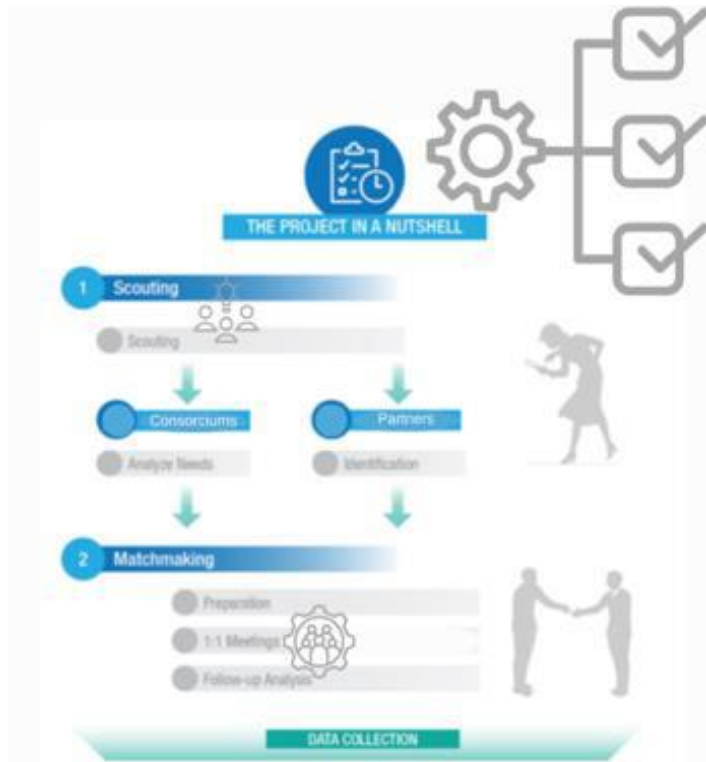 THE PROJECT IN A NUTSHELL
1 Scouting
Scouting
Consorciums Partners
Analyze Needs Identification
2 Matchmaking
Preparation
1:1 Meetings
Follow-up Analysis
DATA COLLECTION